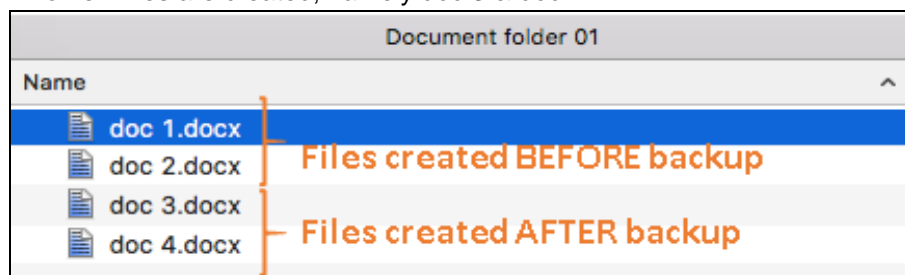 Document folder 01
Name
doc 1.docx
doc 2.docx
Files created BEFORE backup
doc 3.docx
doc 4.docx
Files created AFTER backup